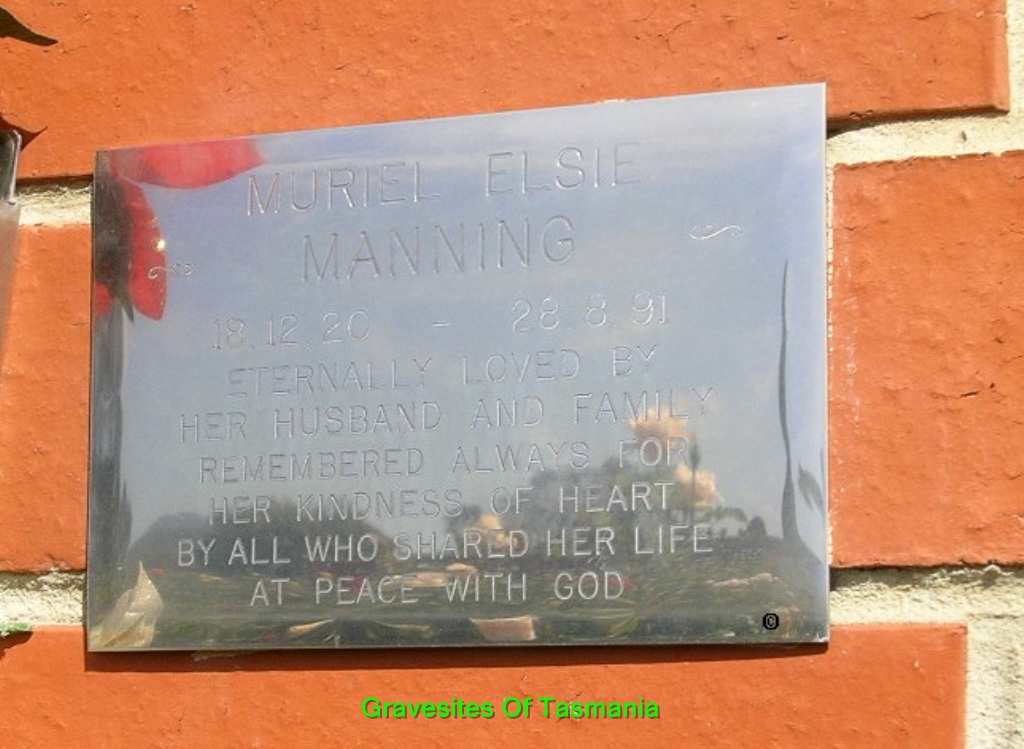 MURIEL ELSIE
MANNING
18.12.20 - 28.8.91
ETERNALLY LOVED BY
HER HUSBAND AND FAMILY
REMEMBERED ALWAYS FOR
HER KINDNESS OF HEART
BY ALL WHO SHARED HER LIFE
AT PEACE WITH GOD
©
Gravesites Of Tasmania